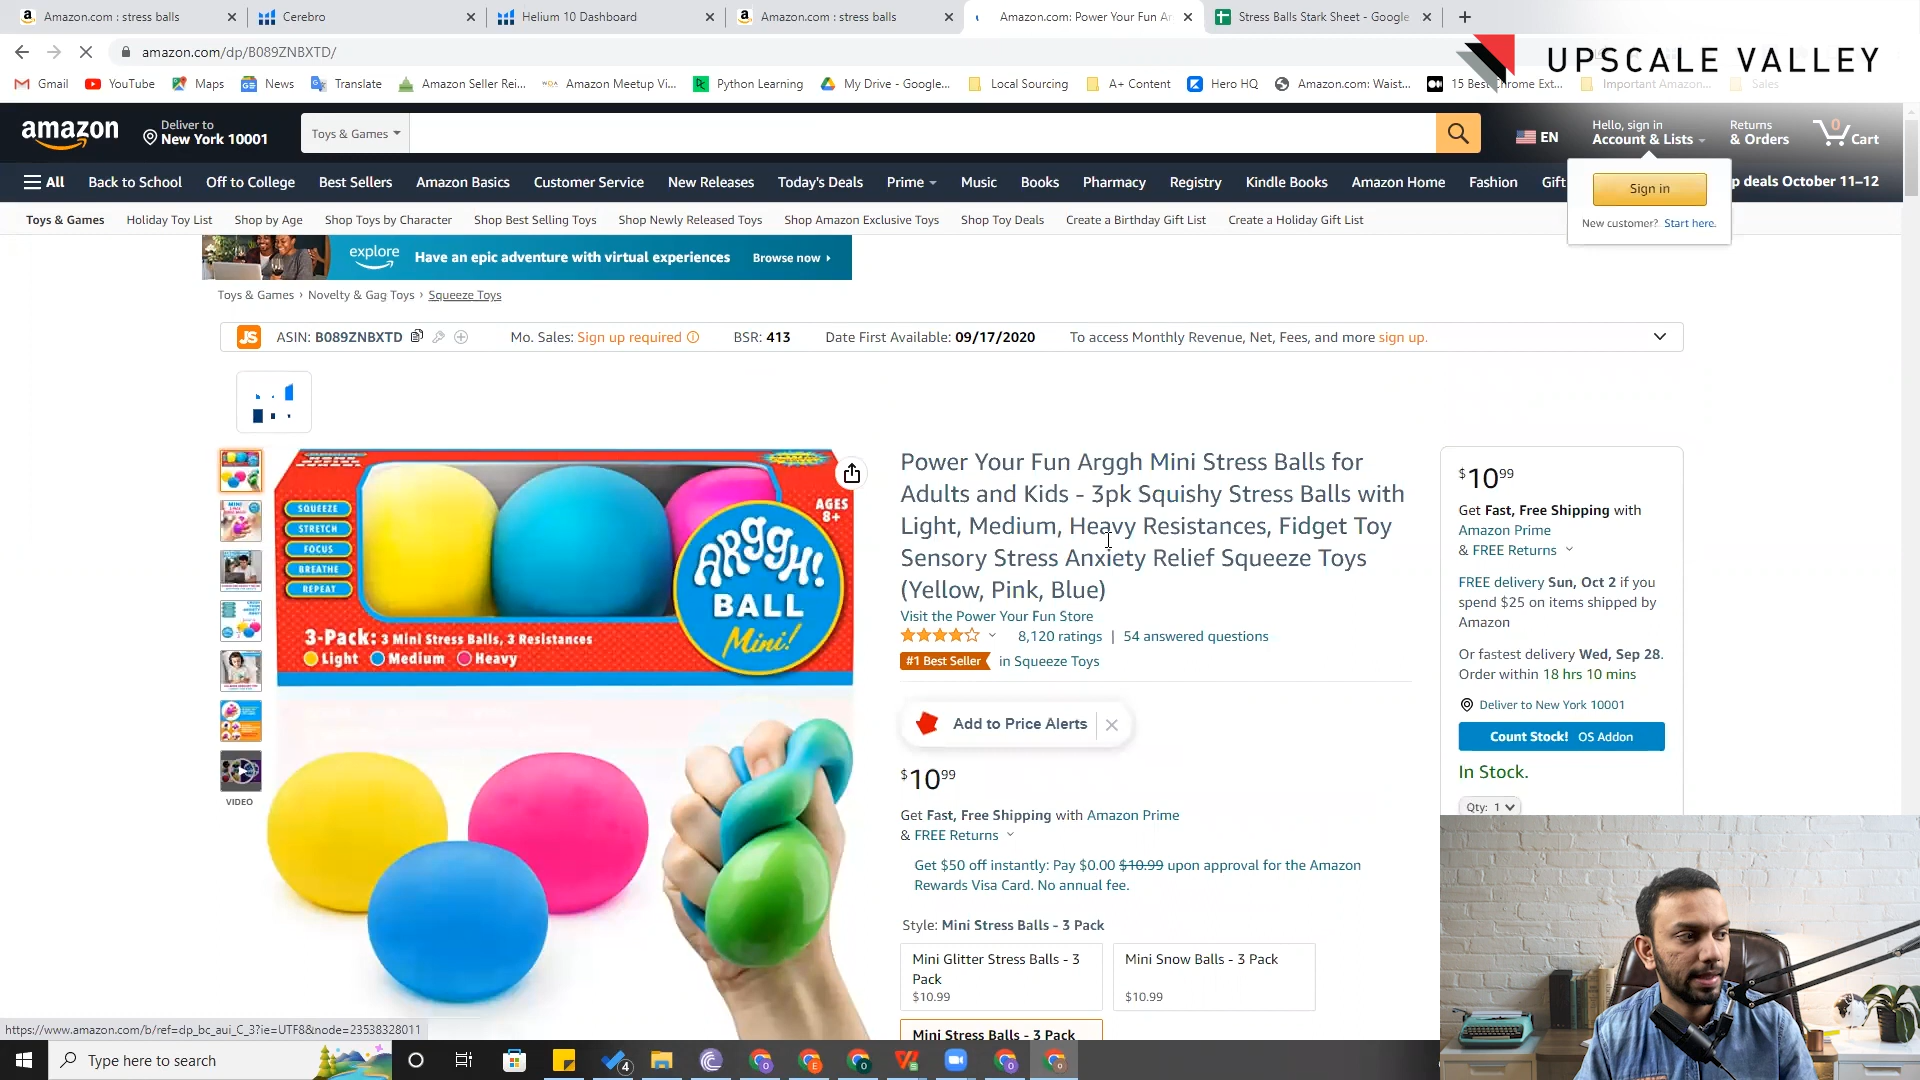 Amazon.com : stress balls
Cerebro
Helium 10 Dashboard
Amazon.com : stress balls
Amazon.com: Power Your Fun Ar
Stress Balls Stark Sheet - Google
amazon.com/dp/B089ZNBXTD/
UPSCALE VALLEY
Gmail
YouTube
Maps
News
Translate
Amazon Seller Rei...
Amazon Meetup Vi...
Python Learning
My Drive - Google...
Local Sourcing
A+ Content
Hero HQ
Amazon.com: Waist...
15 Best Chrome Ext...
Important Amazon...
Sales
amazon
Deliver to
New York 10001
Toys & Games
EN
Hello, sign in
Account & Lists
Returns
& Orders
0
Cart
All
Back to School
Off to College
Best Sellers
Amazon Basics
Customer Service
New Releases
Today's Deals
Prime
Music
Books
Pharmacy
Registry
Kindle Books
Amazon Home
Fashion
Gift
p deals October 11–12
Sign in
New customer? Start here.
Toys & Games
Holiday Toy List
Shop by Age
Shop Toys by Character
Shop Best Selling Toys
Shop Newly Released Toys
Shop Amazon Exclusive Toys
Shop Toy Deals
Create a Birthday Gift List
Create a Holiday Gift List
explore
Have an epic adventure with virtual experiences
Browse now ›
Toys & Games › Novelty & Gag Toys › Squeeze Toys
JS
ASIN: B089ZNBXTD
Mo. Sales: Sign up required
BSR: 413
Date First Available: 09/17/2020
To access Monthly Revenue, Net, Fees, and more sign up.
SQUEEZE
STRETCH
FOCUS
BREATHE
REPEAT
AGES
8+
ARGGH!
BALL
Mini!
3-Pack: 3 Mini Stress Balls, 3 Resistances
Light
Medium
Heavy
VIDEO
Power Your Fun Arggh Mini Stress Balls for
Adults and Kids - 3pk Squishy Stress Balls with
Light, Medium, Heavy Resistances, Fidget Toy
Sensory Stress Anxiety Relief Squeeze Toys
(Yellow, Pink, Blue)
Visit the Power Your Fun Store
8,120 ratings | 54 answered questions
#1 Best Seller in Squeeze Toys
Add to Price Alerts
$10⁹⁹
Get Fast, Free Shipping with Amazon Prime
& FREE Returns
Get $50 off instantly: Pay $0.00 $10.99 upon approval for the Amazon
Rewards Visa Card. No annual fee.
Style: Mini Stress Balls - 3 Pack
Mini Glitter Stress Balls - 3
Pack
$10.99
Mini Snow Balls - 3 Pack
$10.99
Mini Stress Balls - 3 Pack
$10⁹⁹
Get Fast, Free Shipping with
Amazon Prime
& FREE Returns
FREE delivery Sun, Oct 2 if you
spend $25 on items shipped by
Amazon
Or fastest delivery Wed, Sep 28.
Order within 18 hrs 10 mins
Deliver to New York 10001
Count Stock! OS Addon
In Stock.
Qty: 1
https://www.amazon.com/b/ref=dp_bc_aui_C_3?ie=UTF8&node=23538328011
Type here to search
4